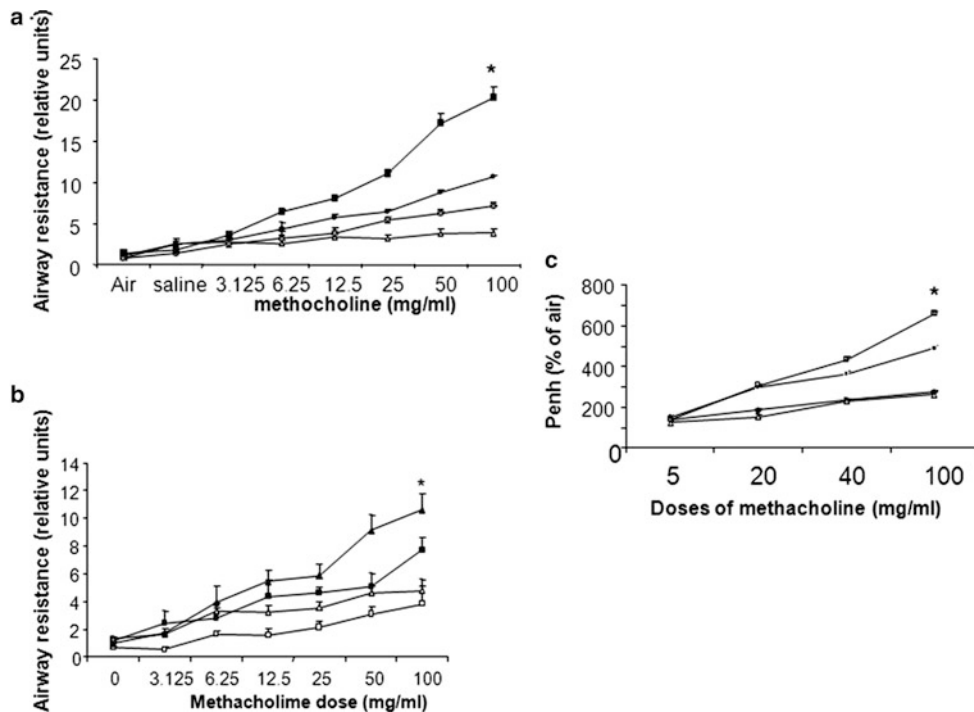 a
Airway resistance (relative units)
25
20
15
10
5
0
*
Air saline 3.125 6.25 12.5 25 50 100
methocholine (mg/ml)
b
Airway resistance (relative units)
14
12
10
8
6
4
2
0
*
0 3.125 6.25 12.5 25 50 100
Methacholime dose (mg/ml)
c
Penh (% of air)
800
600
400
200
0
*
5 20 40 100
Doses of methacholine (mg/ml)